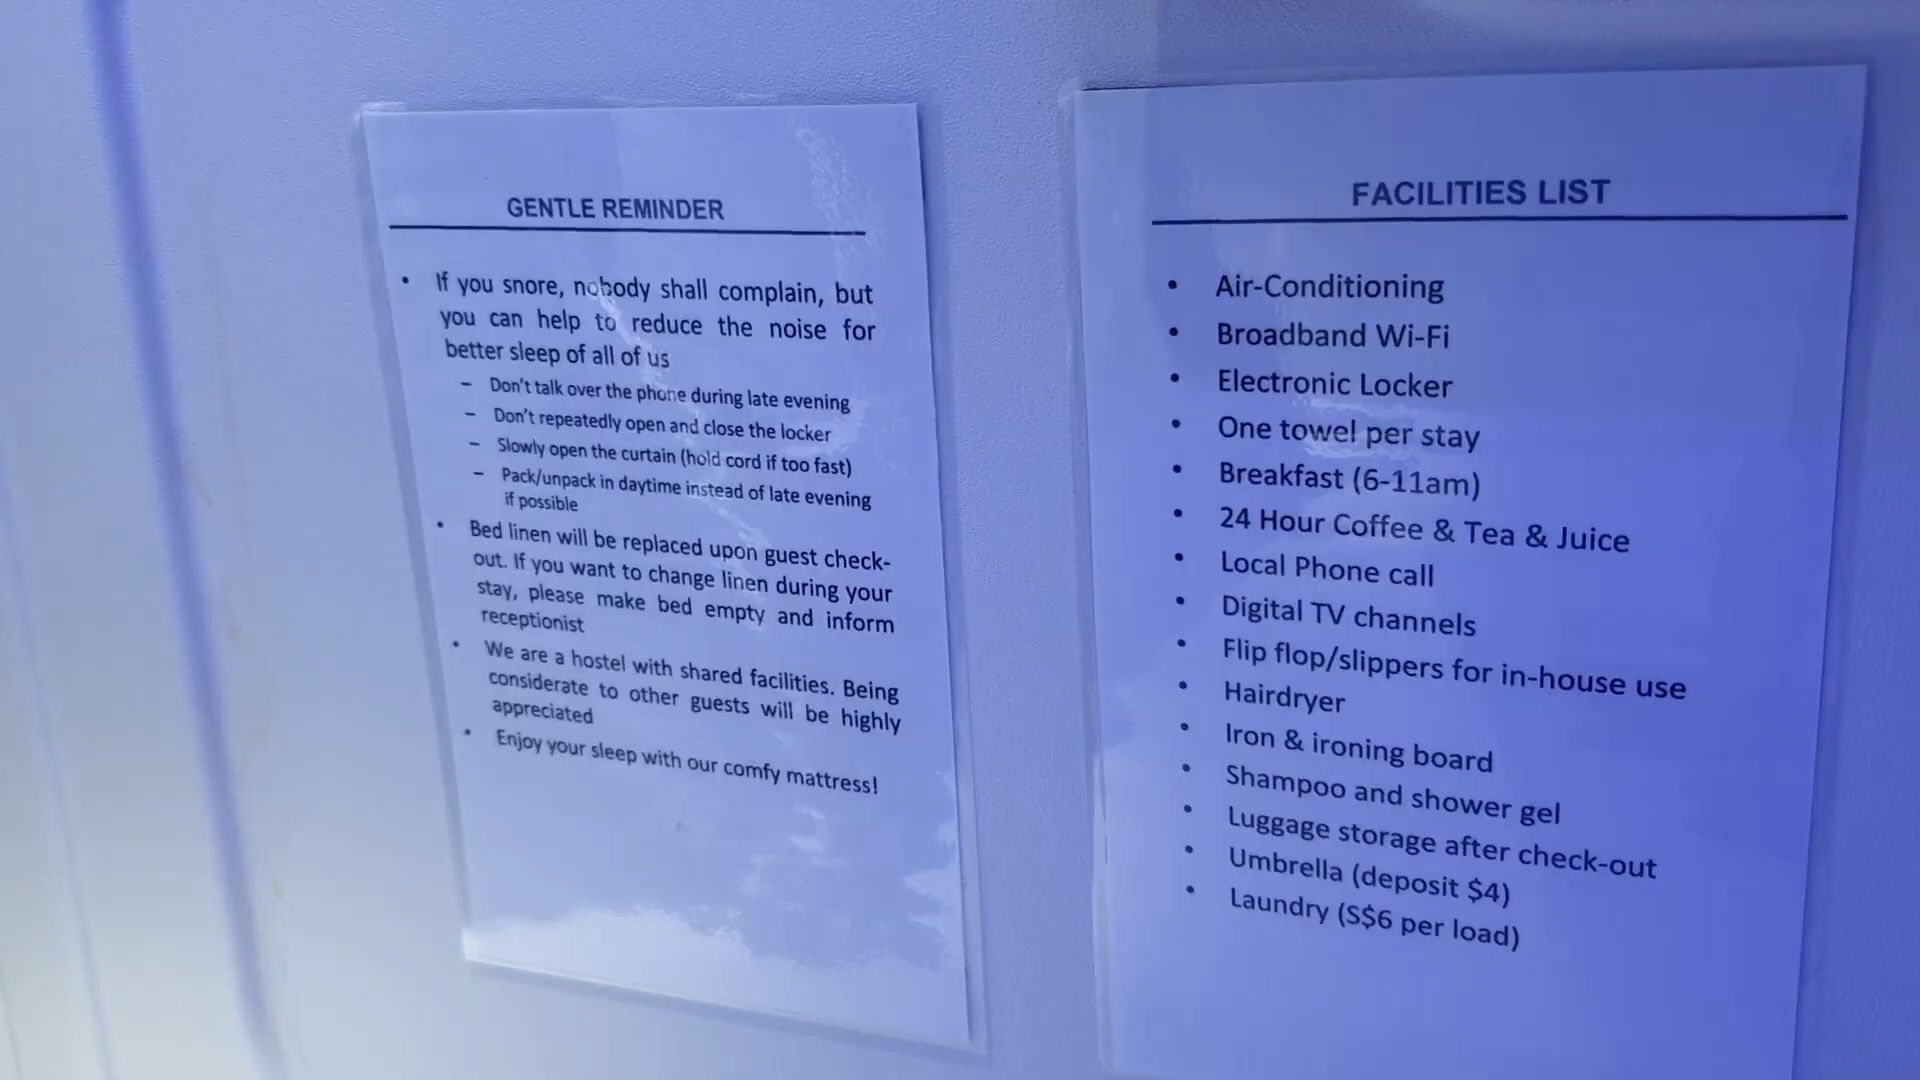 GENTLE REMINDER
• If you snore, nobody shall complain, but
you can help to reduce the noise for
better sleep of all of us
– Don't talk over the phone during late evening
– Don't repeatedly open and close the locker
– Slowly open the curtain (hold cord if too fast)
– Pack/unpack in daytime instead of late evening
if possible
• Bed linen will be replaced upon guest check-
out. If you want to change linen during your
stay, please make bed empty and inform
receptionist
• We are a hostel with shared facilities. Being
considerate to other guests will be highly
appreciated
• Enjoy your sleep with our comfy mattress!
FACILITIES LIST
• Air-Conditioning
• Broadband Wi-Fi
• Electronic Locker
• One towel per stay
• Breakfast (6-11am)
• 24 Hour Coffee & Tea & Juice
• Local Phone call
• Digital TV channels
• Flip flop/slippers for in-house use
• Hairdryer
• Iron & ironing board
• Shampoo and shower gel
• Luggage storage after check-out
• Umbrella (deposit $4)
• Laundry (S$6 per load)